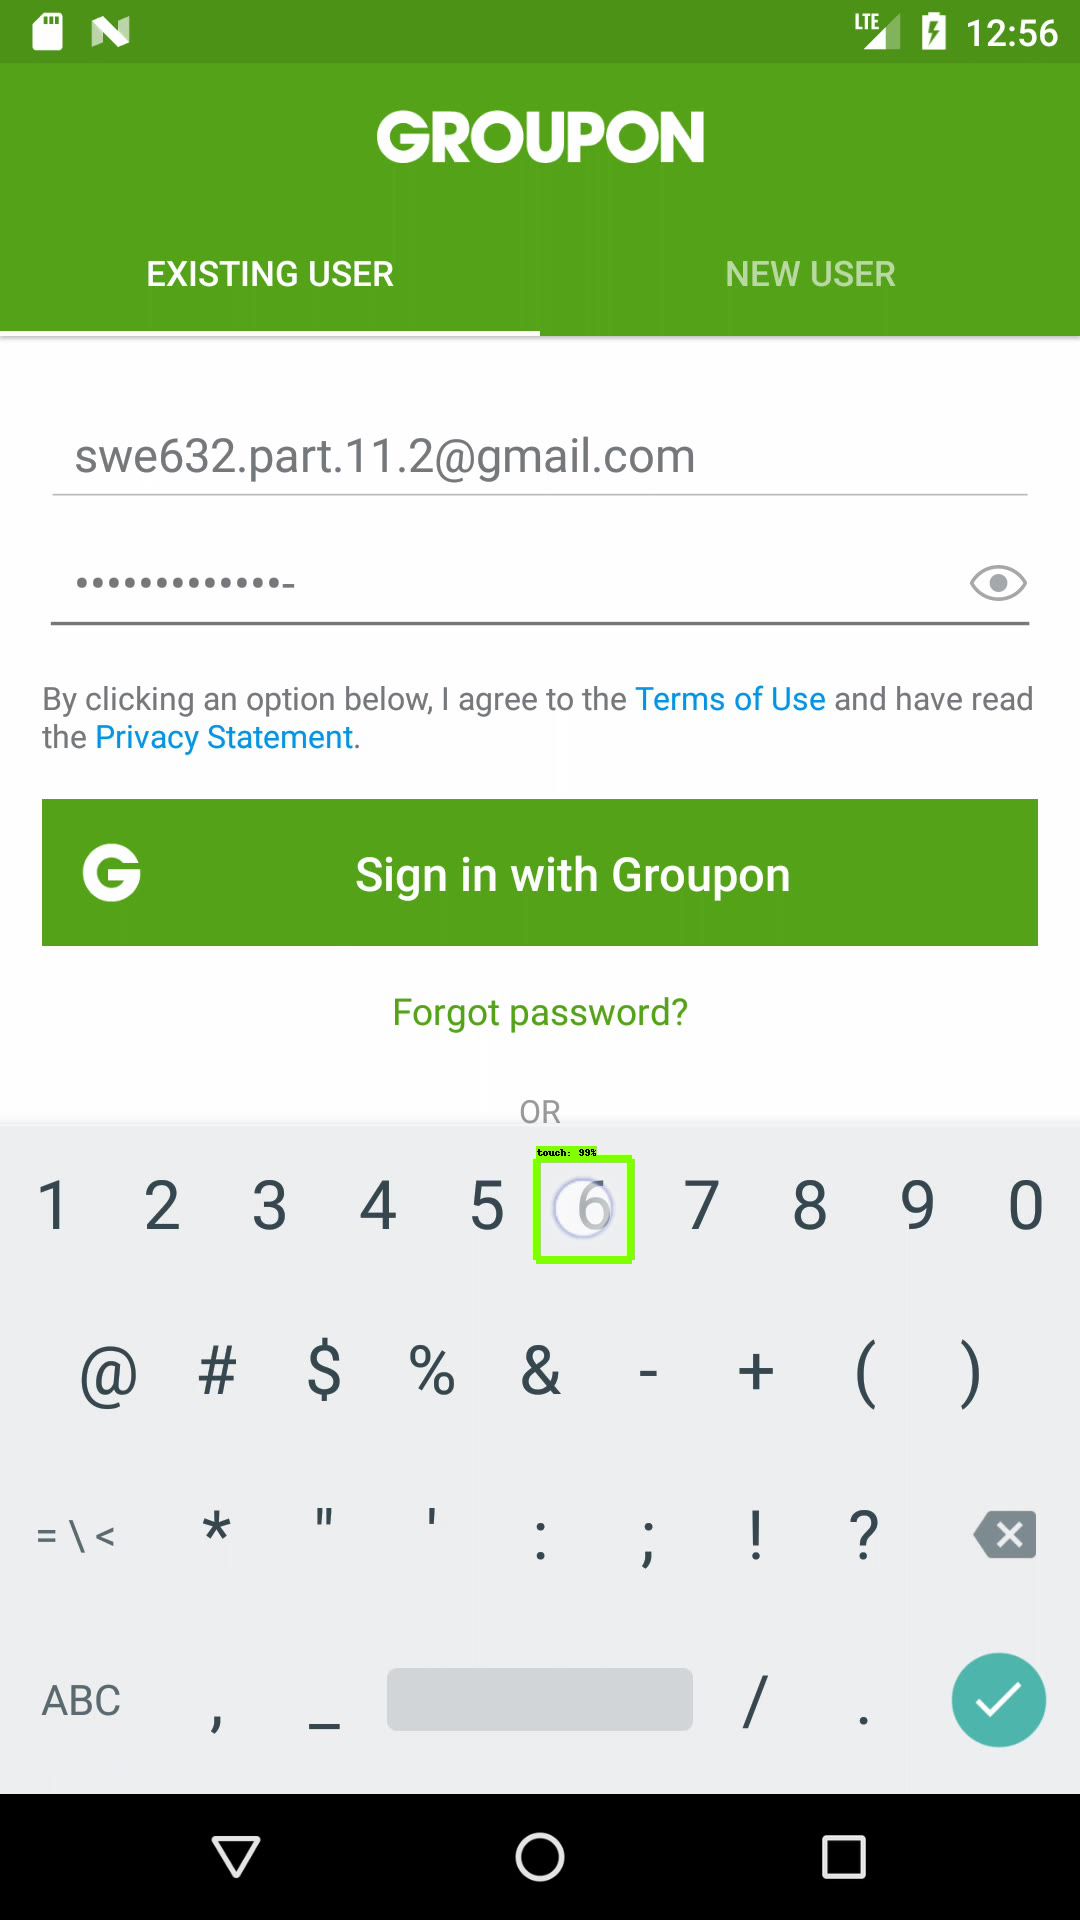 LTE 12:56
GROUPON
EXISTING USER NEW USER
swe632.part.11.2@gmail.com
•••••••••••••-
By clicking an option below, I agree to the Terms of Use and have read
the Privacy Statement.
G Sign in with Groupon
Forgot password?
OR
touch: 99%
1 2 3 4 5 6 7 8 9 0
@ # $ % & - + ( )
= \ < * " ' : ; ! ?
ABC , _ / .